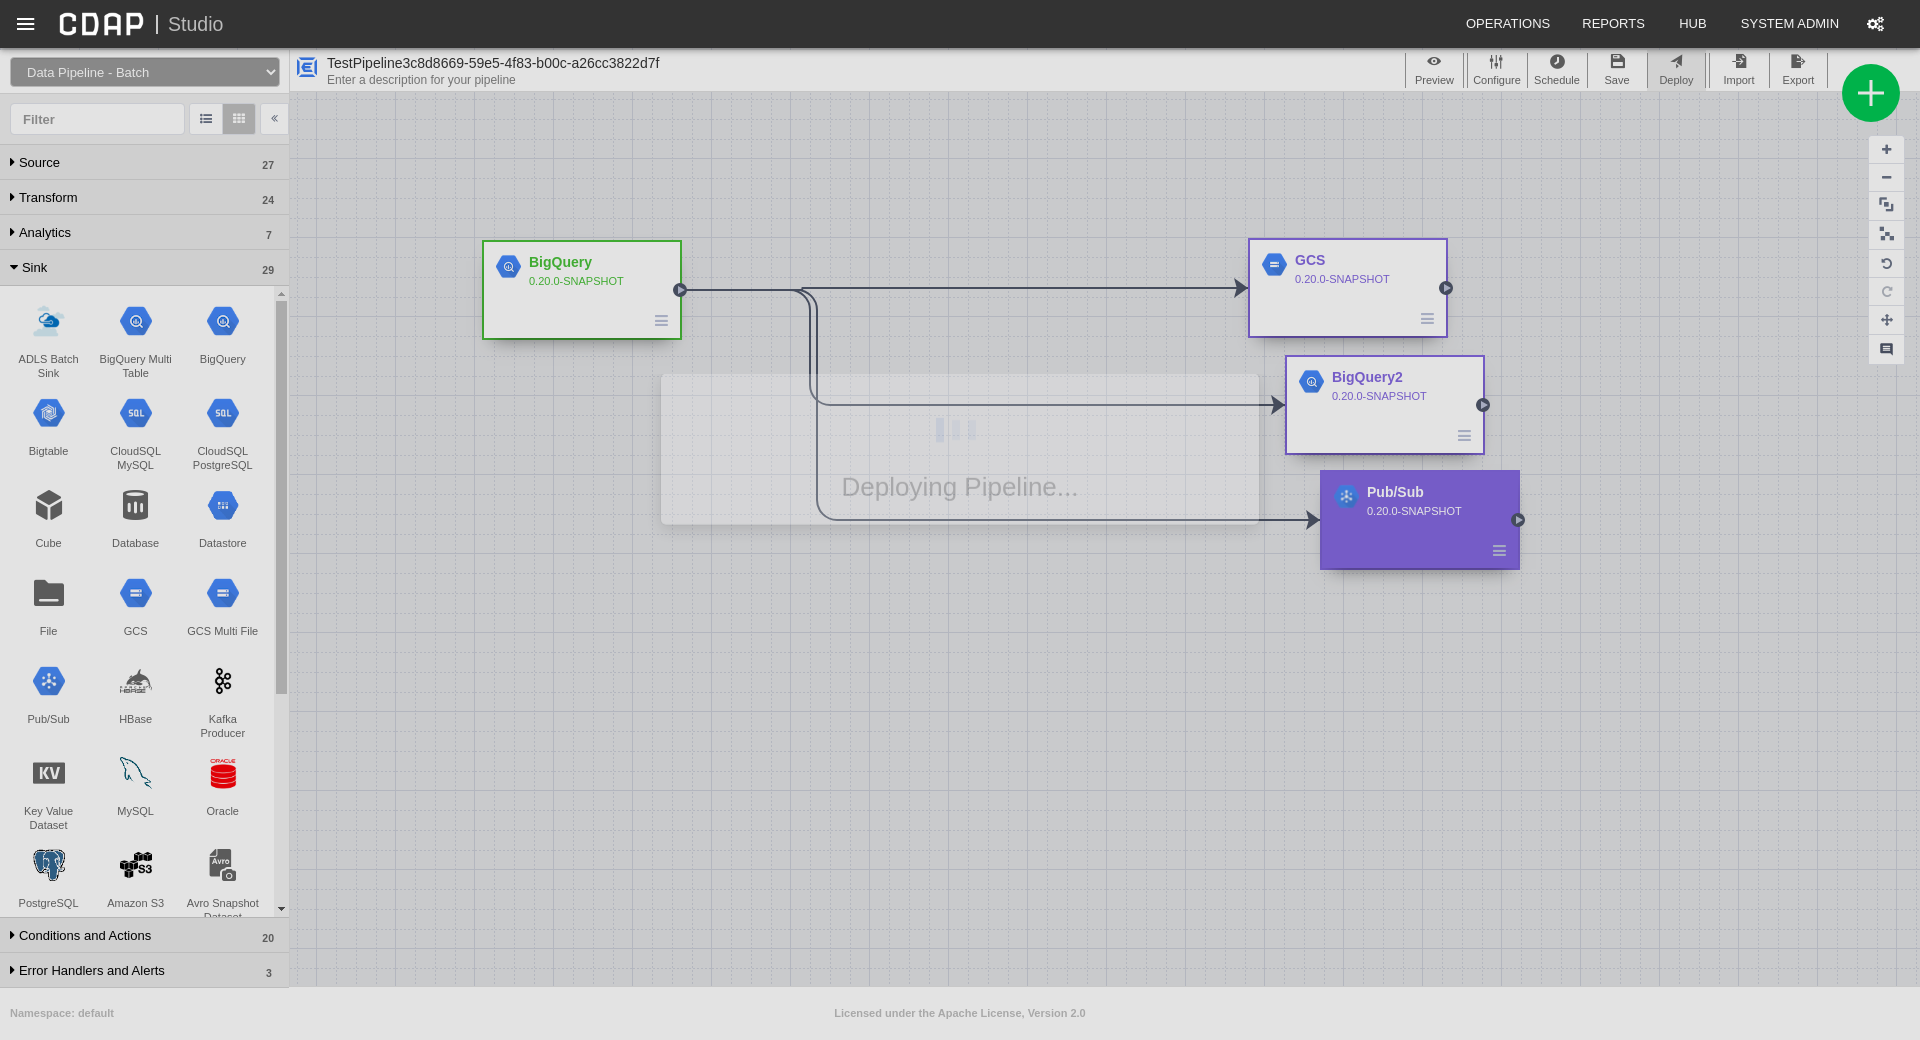 CDAP | Studio
OPERATIONS REPORTS HUB SYSTEM ADMIN
Data Pipeline - Batch
TestPipeline3c8d8669-59e5-4f83-b00c-a26cc3822d7f
Enter a description for your pipeline
Preview Configure Schedule Save Deploy Import Export
Filter
Source 27
Transform 24
Analytics 7
Sink 29
ADLS Batch Sink
BigQuery Multi Table
BigQuery
Bigtable
SQL
CloudSQL MySQL
SQL
CloudSQL PostgreSQL
Cube
Database
Datastore
File
GCS
GCS Multi File
Pub/Sub
HBASE
HBase
Kafka Producer
KV
Key Value Dataset
MySQL
ORACLE
Oracle
PostgreSQL
S3
Amazon S3
Avro
Avro Snapshot Dataset
Conditions and Actions 20
Error Handlers and Alerts 3
BigQuery
0.20.0-SNAPSHOT
GCS
0.20.0-SNAPSHOT
BigQuery2
0.20.0-SNAPSHOT
Pub/Sub
0.20.0-SNAPSHOT
Deploying Pipeline...
Namespace: default
Licensed under the Apache License, Version 2.0